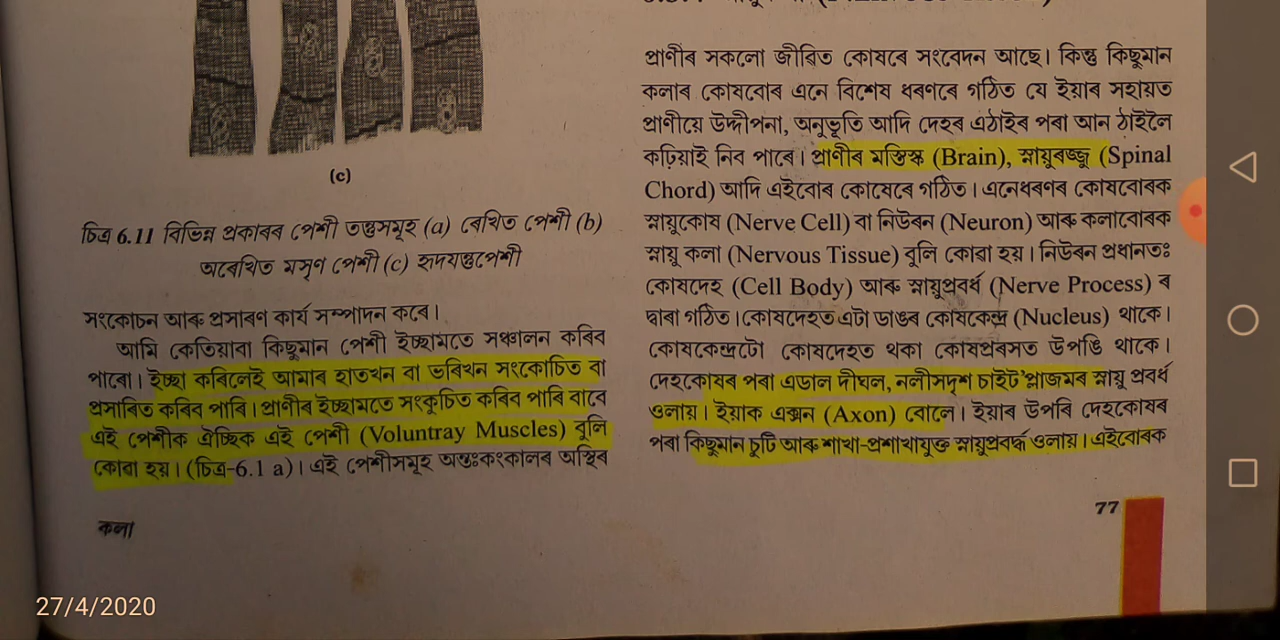 (c)
চিত্ৰ 6.11 বিভিন্ন প্ৰকাৰৰ পেশী তন্তুসমূহ (a) ৰেখিত পেশী (b)
অৰেখিত মসৃণ পেশী (c) হৃদযন্ত্ৰপেশী
সংকোচন আৰু প্ৰসাৰণ কাৰ্য সম্পাদন কৰে।
আমি কেতিয়াবা কিছুমান পেশী ইচ্ছামতে সঞ্চালন কৰিব
পাৰো। ইচ্ছা কৰিলেই আমাৰ হাতখন বা ভৰিখন সংকোচিত বা
প্ৰসাৰিত কৰিব পাৰি। প্ৰাণীৰ ইচ্ছামতে সংকুচিত কৰিব পাৰি বাবে
এই পেশীক ঐচ্ছিক এই পেশী (Voluntray Muscles) বুলি
কোৱা হয়। (চিত্ৰ-6.1 a)। এই পেশীসমূহ অন্তঃকংকালৰ অস্থিৰ
কলা
প্ৰাণীৰ সকলো জীৱিত কোষৰে সংবেদন আছে। কিন্তু কিছুমান
কলাৰ কোষবোৰ এনে বিশেষ ধৰণৰে গঠিত যে ইয়াৰ সহায়ত
প্ৰাণীয়ে উদ্দীপনা, অনুভূতি আদি দেহৰ এঠাইৰ পৰা আন ঠাইলৈ
কঢ়িয়াই নিব পাৰে। প্ৰাণীৰ মস্তিস্ক (Brain), স্নায়ুৰজ্জু (Spinal
Chord) আদি এইবোৰ কোষেৰে গঠিত। এনেধৰণৰ কোষবোৰক
স্নায়ুকোষ (Nerve Cell) বা নিউৰন (Neuron) আৰু কলাবোৰক
স্নায়ু কলা (Nervous Tissue) বুলি কোৱা হয়। নিউৰন প্ৰধানতঃ
কোষদেহ (Cell Body) আৰু স্নায়ুপ্ৰবৰ্ধ (Nerve Process) ৰ
দ্বাৰা গঠিত। কোষদেহত এটা ডাঙৰ কোষকেন্দ্ৰ (Nucleus) থাকে।
কোষকেন্দ্ৰটো কোষদেহত থকা কোষপ্ৰৰসত উপঙি থাকে।
দেহকোষৰ পৰা এডাল দীঘল, নলীসদৃশ চাইট'প্লাজমৰ স্নায়ু প্ৰবৰ্ধ
ওলায়। ইয়াক এক্সন (Axon) বোলে। ইয়াৰ উপৰি দেহকোষৰ
পৰা কিছুমান চুটি আৰু শাখা-প্ৰশাখাযুক্ত স্নায়ুপ্ৰবৰ্দ্ধ ওলায়। এইবোৰক
77
27/4/2020